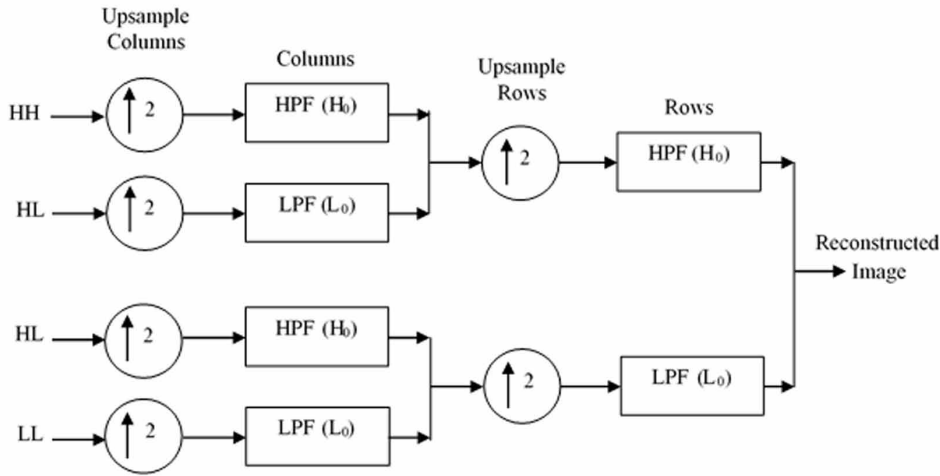 Upsample
Columns
Columns
Upsample
Rows
Rows
HH
2
HPF (H₀)
2
HPF (H₀)
HL
2
LPF (L₀)
Reconstructed
Image
HL
2
HPF (H₀)
2
LPF (L₀)
LL
2
LPF (L₀)